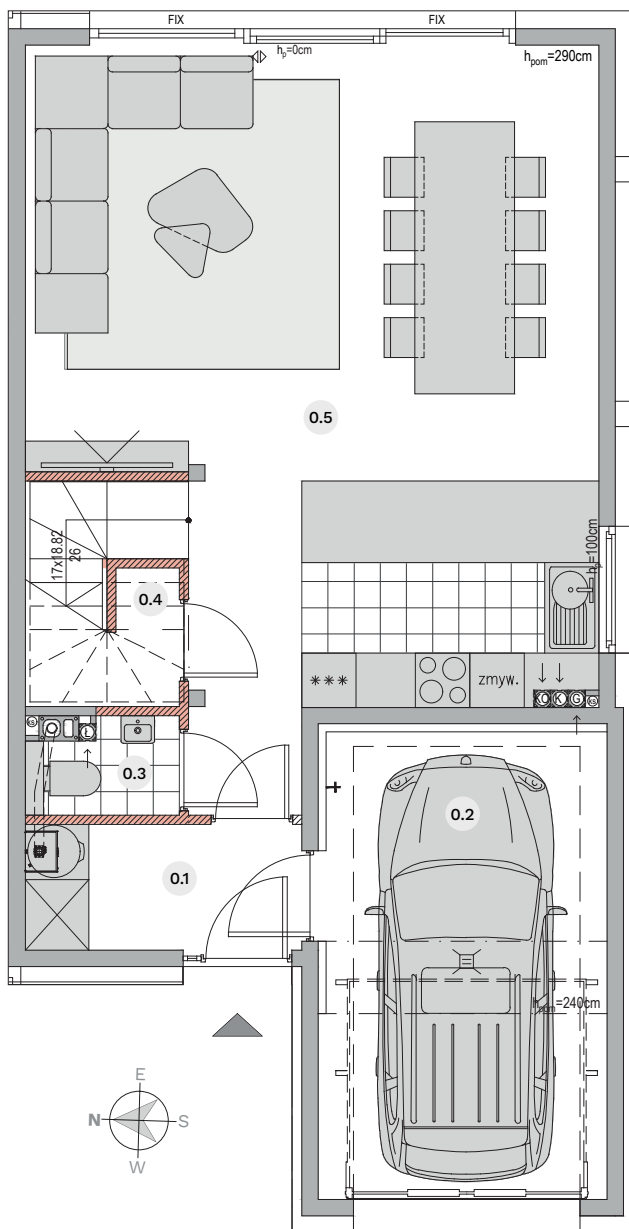 FIX FIX
hₚ=0cm
hₚₒₘ=290cm
0.5
17x18.82
26
hₚ=100cm
0.4
*** zmyw.
KO K G
Ł
0.3
0.2
0.1
hₚₒₘ=240cm
E
N S
W